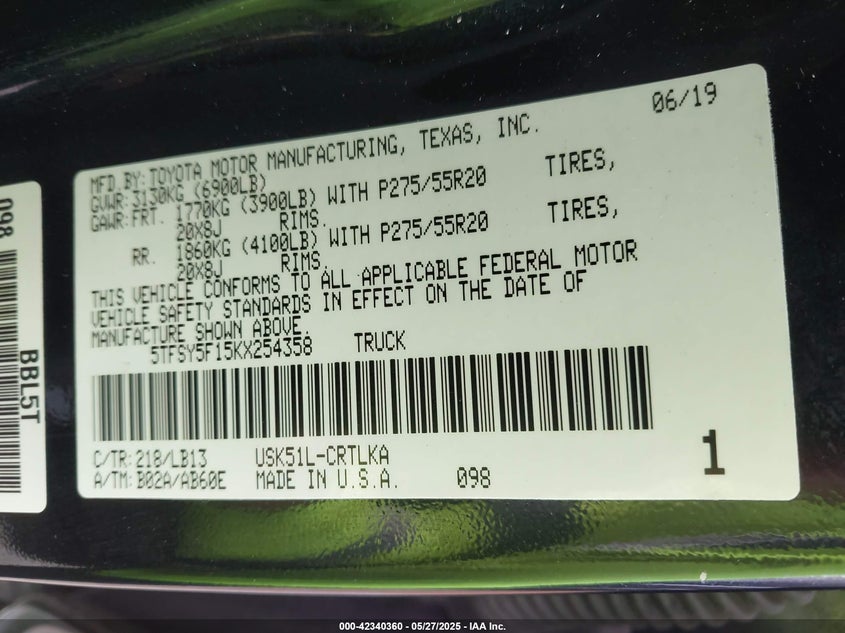 06/19
MFD.BY:TOYOTA MOTOR MANUFACTURING, TEXAS, INC.
GVWR:3130KG (6900LB)
GAWR:FRT. 1770KG (3900LB) WITH P275/55R20 TIRES,
20X8J RIMS.
RR. 1860KG (4100LB) WITH P275/55R20 TIRES,
20X8J RIMS.
THIS VEHICLE CONFORMS TO ALL APPLICABLE FEDERAL MOTOR
VEHICLE SAFETY STANDARDS IN EFFECT ON THE DATE OF
MANUFACTURE SHOWN ABOVE.
5TFSY5F15KX254358 TRUCK
C/TR:218/LB13 USK51L-CRTLKA
A/TM:B02A/AB60E MADE IN U.S.A. 098
1
098
BBL5T
000-42340360 — 05/27/2025 — IAA Inc.